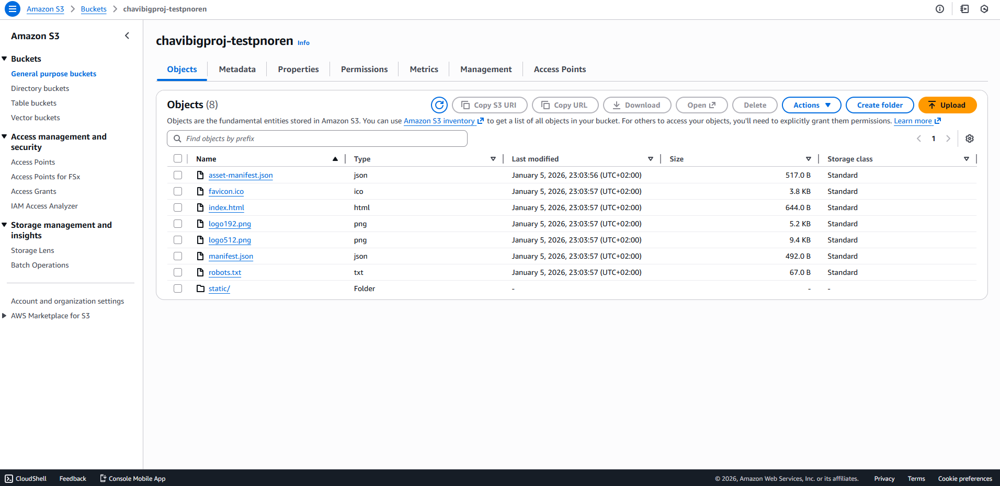 Amazon S3 > Buckets > chavibigproj-testpnoren
Amazon S3
Buckets
General purpose buckets
Directory buckets
Table buckets
Vector buckets
Access management and
security
Access Points
Access Points for FSx
Access Grants
IAM Access Analyzer
Storage management and
insights
Storage Lens
Batch Operations
Account and organization settings
AWS Marketplace for S3
chavibigproj-testpnoren Info
Objects Metadata Properties Permissions Metrics Management Access Points
Objects (8) Copy S3 URI Copy URL Download Open Delete Actions Create folder Upload
Objects are the fundamental entities stored in Amazon S3. You can use Amazon S3 inventory to get a list of all objects in your bucket. For others to access your objects, you'll need to explicitly grant them permissions. Learn more
Find objects by prefix 1
Name Type Last modified Size Storage class
asset-manifest.json json January 5, 2026, 23:03:56 (UTC+02:00) 517.0 B Standard
favicon.ico ico January 5, 2026, 23:03:57 (UTC+02:00) 3.8 KB Standard
index.html html January 5, 2026, 23:03:57 (UTC+02:00) 644.0 B Standard
logo192.png png January 5, 2026, 23:03:57 (UTC+02:00) 5.2 KB Standard
logo512.png png January 5, 2026, 23:03:57 (UTC+02:00) 9.4 KB Standard
manifest.json json January 5, 2026, 23:03:57 (UTC+02:00) 492.0 B Standard
robots.txt txt January 5, 2026, 23:03:57 (UTC+02:00) 67.0 B Standard
static/ Folder - - -
CloudShell Feedback Console Mobile App © 2026, Amazon Web Services, Inc. or its affiliates. Privacy Terms Cookie preferences